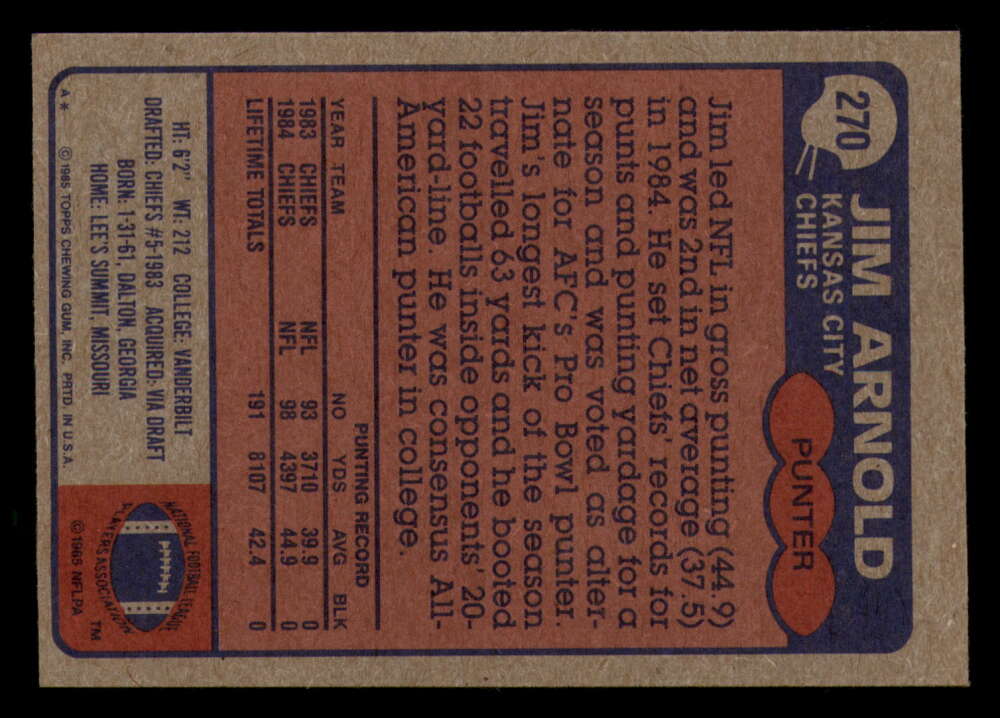 270
JIM ARNOLD
KANSAS CITY
CHIEFS
PUNTER
Jim led NFL in gross punting (44.9)
and was 2nd in net average (37.5)
in 1984. He set Chiefs' records for
punts and punting yardage for a
season and was voted as alter-
nate for AFC's Pro Bowl punter.
Jim's longest kick of the season
travelled 63 yards and he booted
22 footballs inside opponents' 20-
yard-line. He was consensus All-
American punter in college.
PUNTING RECORD
YEAR TEAM NO YDS AVG BLK
1983 CHIEFS NFL 93 3710 39.9 0
1984 CHIEFS NFL 98 4397 44.9 0
LIFETIME TOTALS 191 8107 42.4 0
HT: 6'2" WT: 212 COLLEGE: VANDERBILT
DRAFTED: CHIEFS #5-1983 ACQUIRED: VIA DRAFT
BORN: 1-31-61, DALTON, GEORGIA
HOME: LEE'S SUMMIT, MISSOURI
A* © 1985 TOPPS CHEWING GUM, INC. PRTD IN U.S.A.
NATIONAL FOOTBALL LEAGUE
PLAYERS ASSOCIATION
© 1985 NFLPA TM